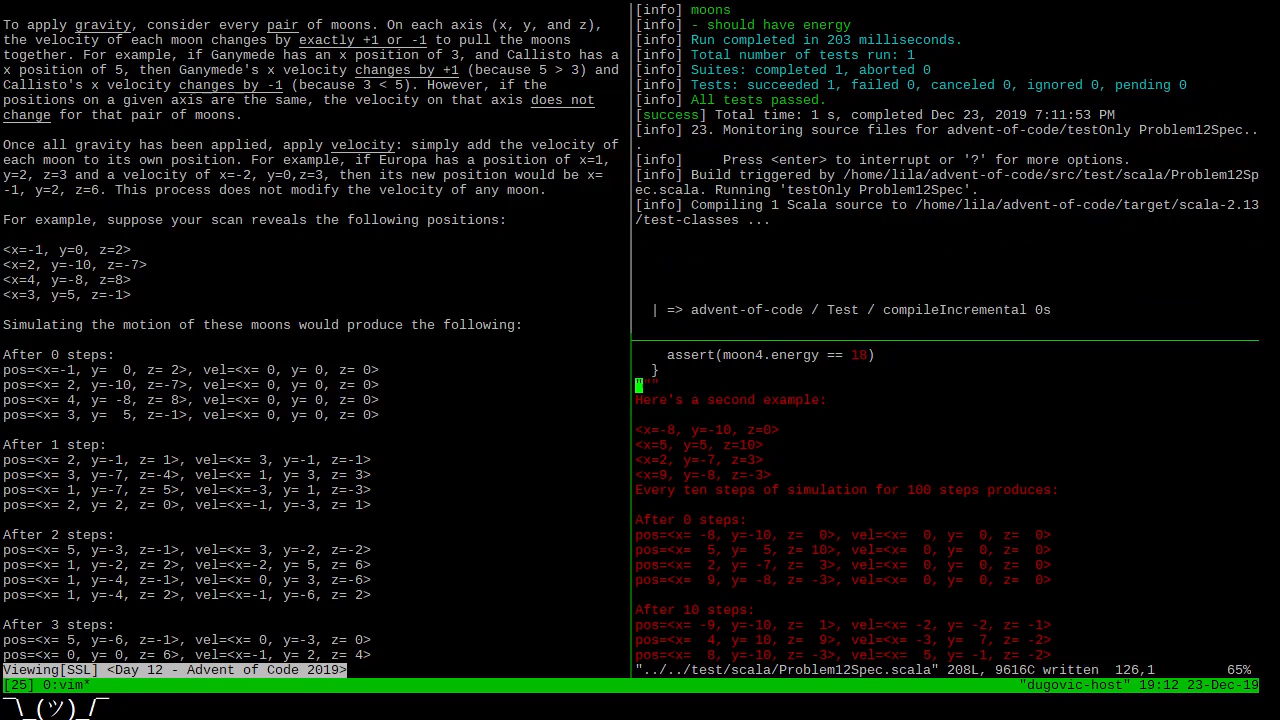 To apply gravity, consider every pair of moons. On each axis (x, y, and z),
the velocity of each moon changes by exactly +1 or -1 to pull the moons
together. For example, if Ganymede has an x position of 3, and Callisto has a
x position of 5, then Ganymede's x velocity changes by +1 (because 5 > 3) and
Callisto's x velocity changes by -1 (because 3 < 5). However, if the
positions on a given axis are the same, the velocity on that axis does not
change for that pair of moons.
Once all gravity has been applied, apply velocity: simply add the velocity of
each moon to its own position. For example, if Europa has a position of x=1,
y=2, z=3 and a velocity of x=-2, y=0,z=3, then its new position would be x=
-1, y=2, z=6. This process does not modify the velocity of any moon.
For example, suppose your scan reveals the following positions:
<x=-1, y=0, z=2>
<x=2, y=-10, z=-7>
<x=4, y=-8, z=8>
<x=3, y=5, z=-1>
Simulating the motion of these moons would produce the following:
After 0 steps:
pos=<x=-1, y=  0, z= 2>, vel=<x= 0, y= 0, z= 0>
pos=<x= 2, y=-10, z=-7>, vel=<x= 0, y= 0, z= 0>
pos=<x= 4, y= -8, z= 8>, vel=<x= 0, y= 0, z= 0>
pos=<x= 3, y=  5, z=-1>, vel=<x= 0, y= 0, z= 0>
After 1 step:
pos=<x= 2, y=-1, z= 1>, vel=<x= 3, y=-1, z=-1>
pos=<x= 3, y=-7, z=-4>, vel=<x= 1, y= 3, z= 3>
pos=<x= 1, y=-7, z= 5>, vel=<x=-3, y= 1, z=-3>
pos=<x= 2, y= 2, z= 0>, vel=<x=-1, y=-3, z= 1>
After 2 steps:
pos=<x= 5, y=-3, z=-1>, vel=<x= 3, y=-2, z=-2>
pos=<x= 1, y=-2, z= 2>, vel=<x=-2, y= 5, z= 6>
pos=<x= 1, y=-4, z=-1>, vel=<x= 0, y= 3, z=-6>
pos=<x= 1, y=-4, z= 2>, vel=<x=-1, y=-6, z= 2>
After 3 steps:
pos=<x= 5, y=-6, z=-1>, vel=<x= 0, y=-3, z= 0>
pos=<x= 0, y= 0, z= 6>, vel=<x=-1, y= 2, z= 4>
Viewing[SSL] <Day 12 - Advent of Code 2019>
[info] moons
[info] - should have energy
[info] Run completed in 203 milliseconds.
[info] Total number of tests run: 1
[info] Suites: completed 1, aborted 0
[info] Tests: succeeded 1, failed 0, canceled 0, ignored 0, pending 0
[info] All tests passed.
[success] Total time: 1 s, completed Dec 23, 2019 7:11:53 PM
[info] 23. Monitoring source files for advent-of-code/testOnly Problem12Spec..
.
[info]     Press <enter> to interrupt or '?' for more options.
[info] Build triggered by /home/lila/advent-of-code/src/test/scala/Problem12Sp
ec.scala. Running 'testOnly Problem12Spec'.
[info] Compiling 1 Scala source to /home/lila/advent-of-code/target/scala-2.13
/test-classes ...
| => advent-of-code / Test / compileIncremental 0s
assert(moon4.energy == 18)
}
"""
Here's a second example:
<x=-8, y=-10, z=0>
<x=5, y=5, z=10>
<x=2, y=-7, z=3>
<x=9, y=-8, z=-3>
Every ten steps of simulation for 100 steps produces:
After 0 steps:
pos=<x= -8, y=-10, z=  0>, vel=<x=  0, y=  0, z=  0>
pos=<x=  5, y=  5, z= 10>, vel=<x=  0, y=  0, z=  0>
pos=<x=  2, y= -7, z=  3>, vel=<x=  0, y=  0, z=  0>
pos=<x=  9, y= -8, z= -3>, vel=<x=  0, y=  0, z=  0>
After 10 steps:
pos=<x= -9, y=-10, z=  1>, vel=<x= -2, y= -2, z= -1>
pos=<x=  4, y= 10, z=  9>, vel=<x= -3, y=  7, z= -2>
pos=<x=  8, y=-10, z= -3>, vel=<x=  5, y= -1, z= -2>
"../../test/scala/Problem12Spec.scala" 208L, 9616C written  126,1         65%
[25] 0:vim* "dugovic-host" 19:12 23-Dec-19
¯\_(ツ)_/¯